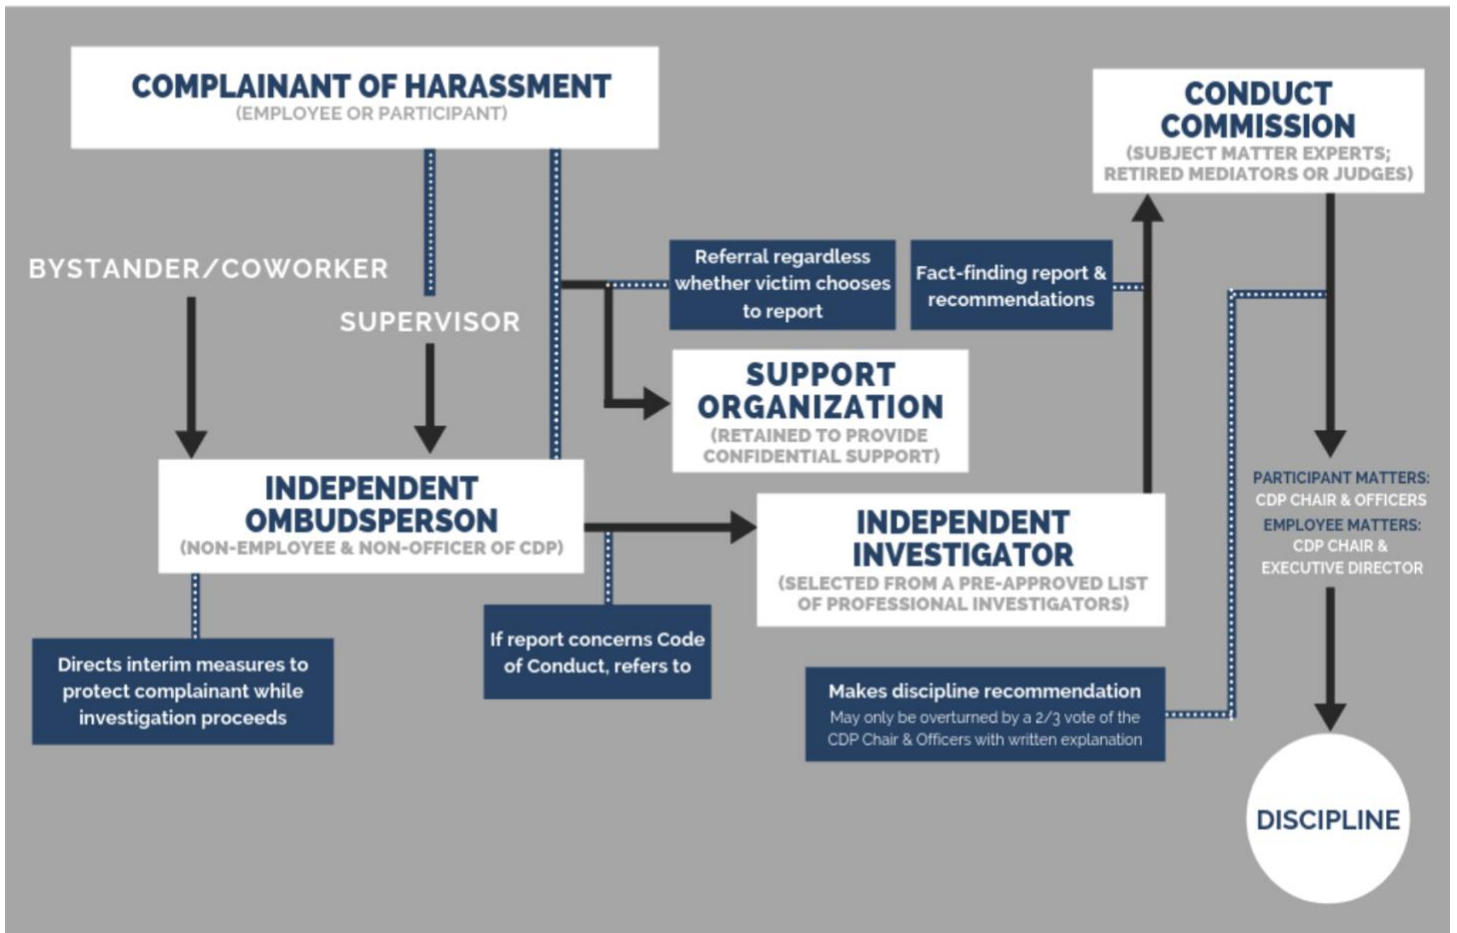 COMPLAINANT OF HARASSMENT
(EMPLOYEE OR PARTICIPANT)
CONDUCT
COMMISSION
(SUBJECT MATTER EXPERTS;
RETIRED MEDIATORS OR JUDGES)
BYSTANDER/COWORKER
SUPERVISOR
Referral regardless
whether victim chooses
to report
Fact-finding report &
recommendations
SUPPORT
ORGANIZATION
(RETAINED TO PROVIDE
CONFIDENTIAL SUPPORT)
INDEPENDENT
OMBUDSPERSON
(NON-EMPLOYEE & NON-OFFICER OF CDP)
INDEPENDENT
INVESTIGATOR
(SELECTED FROM A PRE-APPROVED LIST
OF PROFESSIONAL INVESTIGATORS)
PARTICIPANT MATTERS:
CDP CHAIR & OFFICERS
EMPLOYEE MATTERS:
CDP CHAIR &
EXECUTIVE DIRECTOR
If report concerns Code
of Conduct, refers to
Directs interim measures to
protect complainant while
investigation proceeds
Makes discipline recommendation
May only be overturned by a 2/3 vote of the
CDP Chair & Officers with written explanation
DISCIPLINE